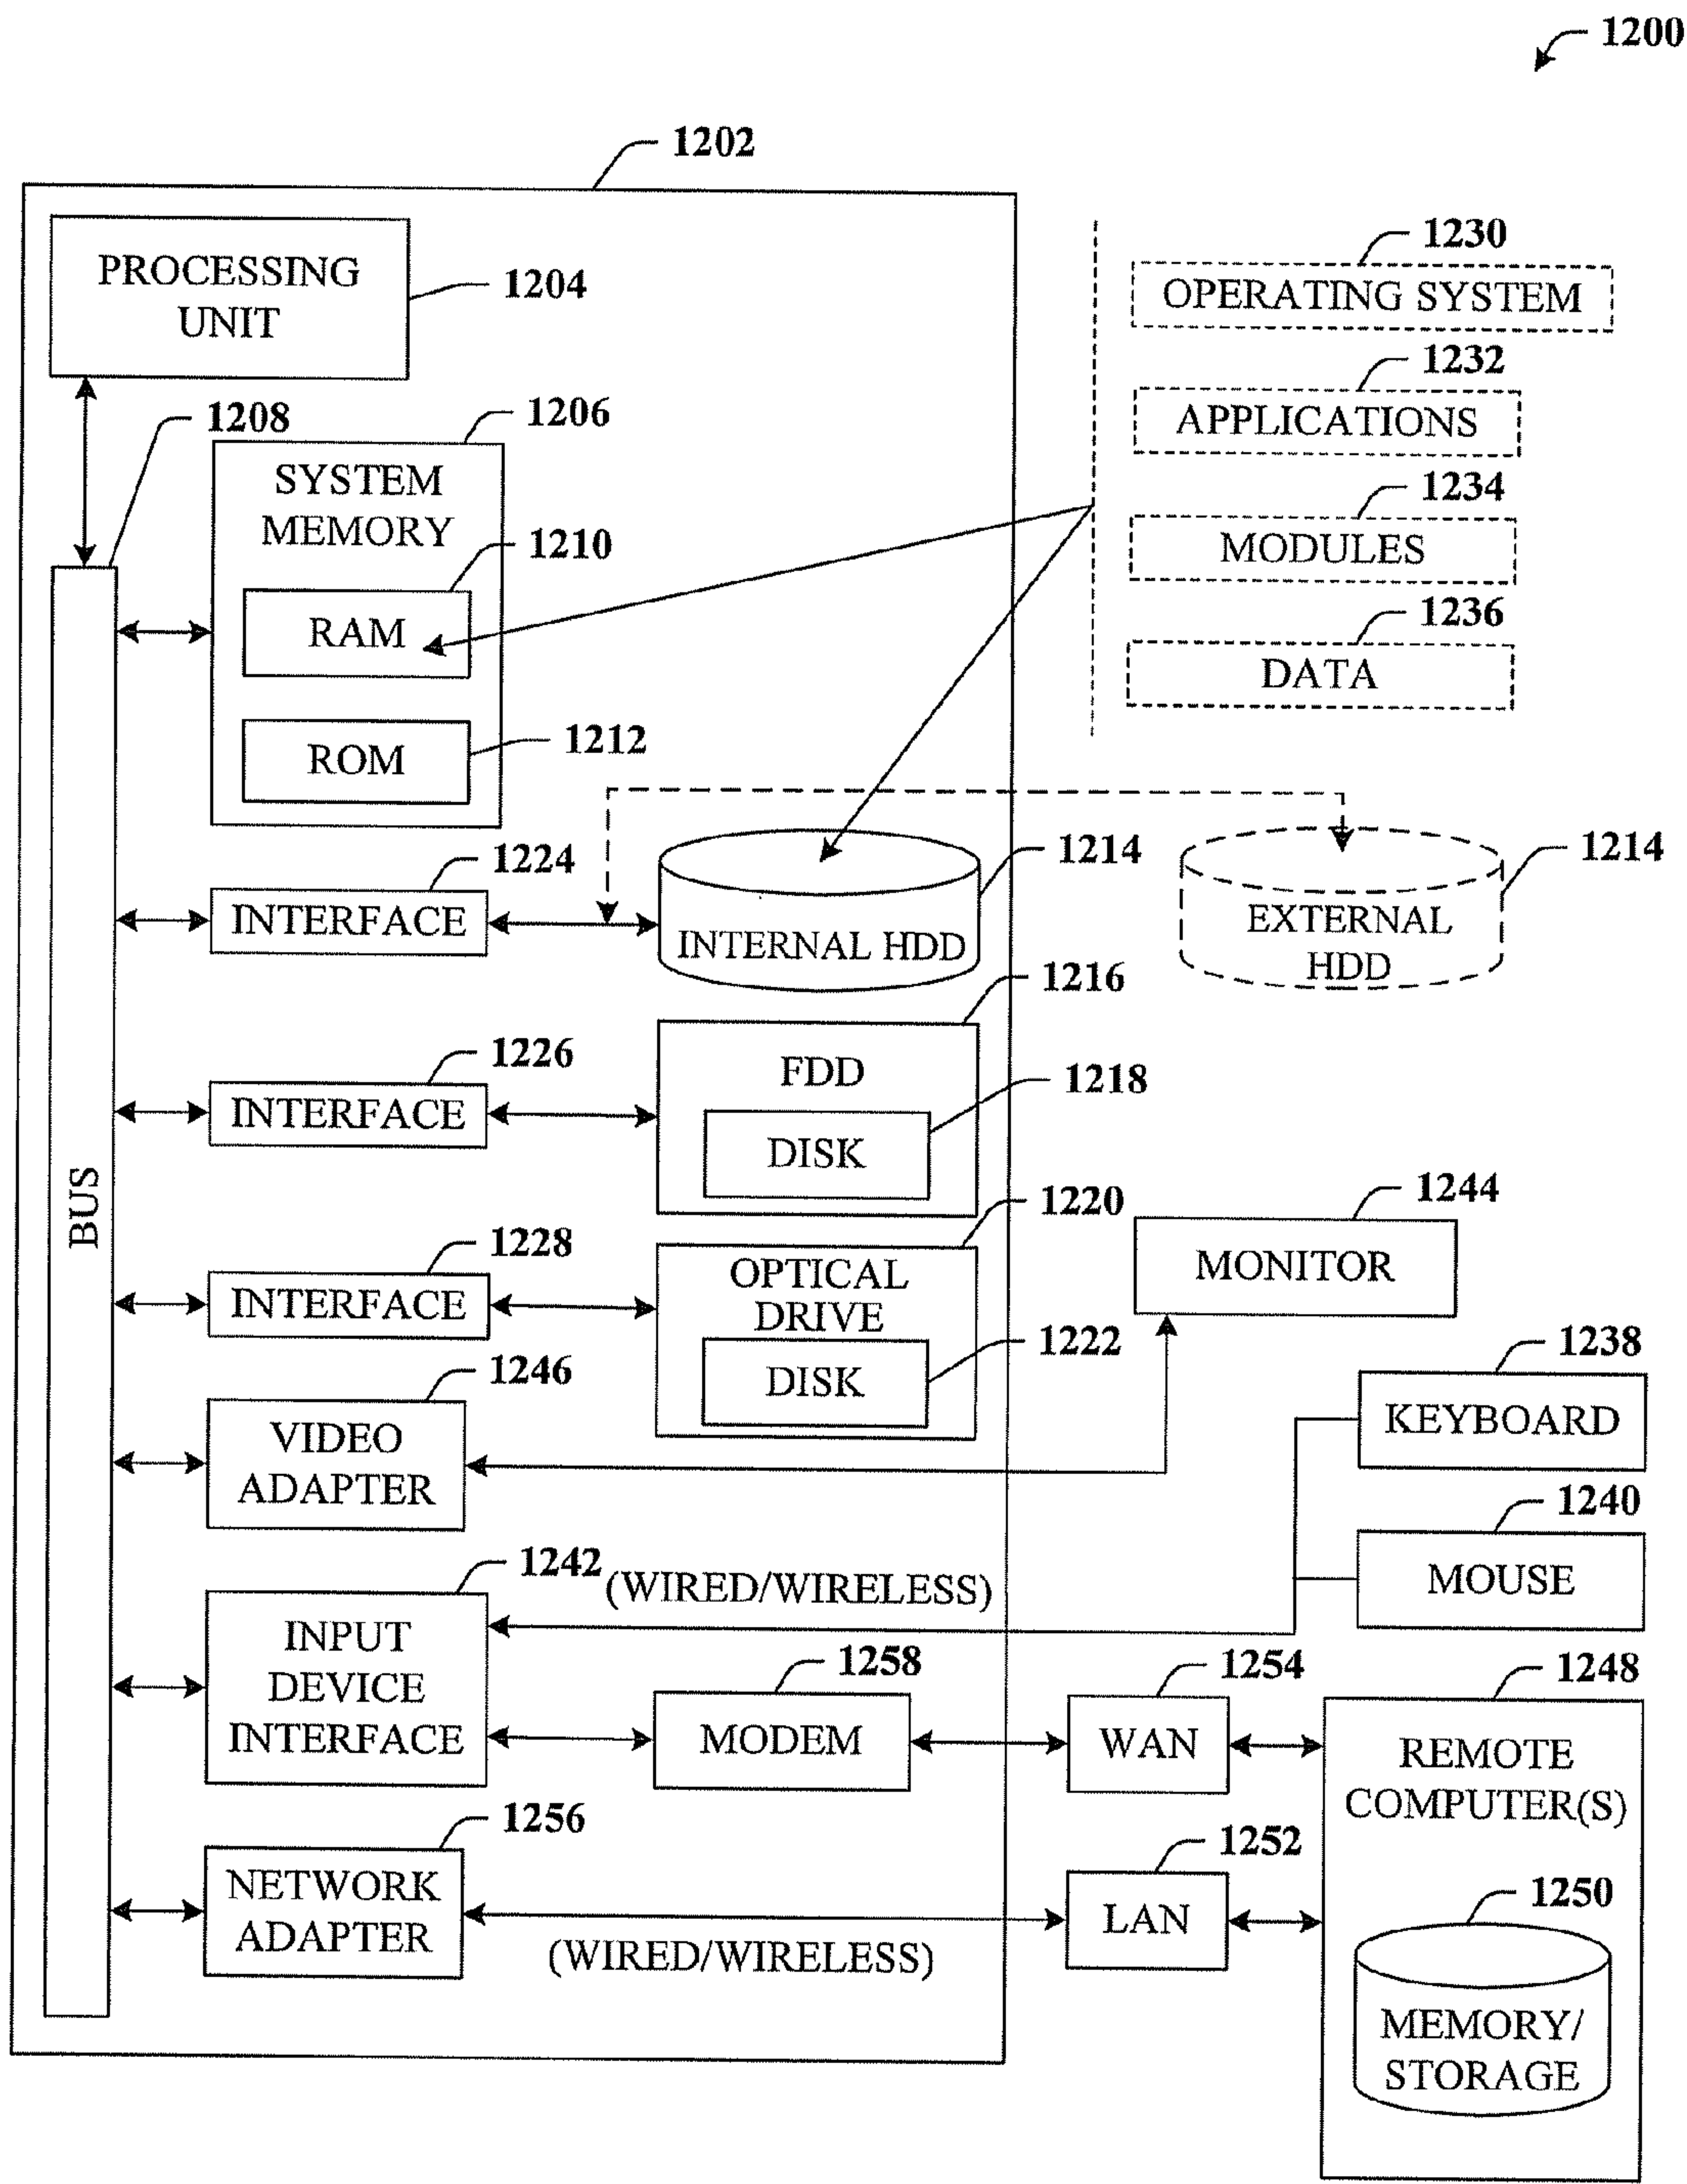 1200
1202
PROCESSING
UNIT
1204
1230
OPERATING SYSTEM
1232
APPLICATIONS
1234
MODULES
1236
DATA
1208
1206
SYSTEM
MEMORY
1210
RAM
1212
ROM
1224
INTERFACE
1214
INTERNAL HDD
1214
EXTERNAL
HDD
1216
FDD
1226
INTERFACE
1218
DISK
BUS
1220
OPTICAL
DRIVE
1228
INTERFACE
1222
DISK
1244
MONITOR
1246
VIDEO
ADAPTER
1238
KEYBOARD
1240
MOUSE
1242
(WIRED/WIRELESS)
INPUT
DEVICE
INTERFACE
1258
MODEM
1254
WAN
1248
REMOTE
COMPUTER(S)
1256
NETWORK
ADAPTER
(WIRED/WIRELESS)
1252
LAN
1250
MEMORY/
STORAGE